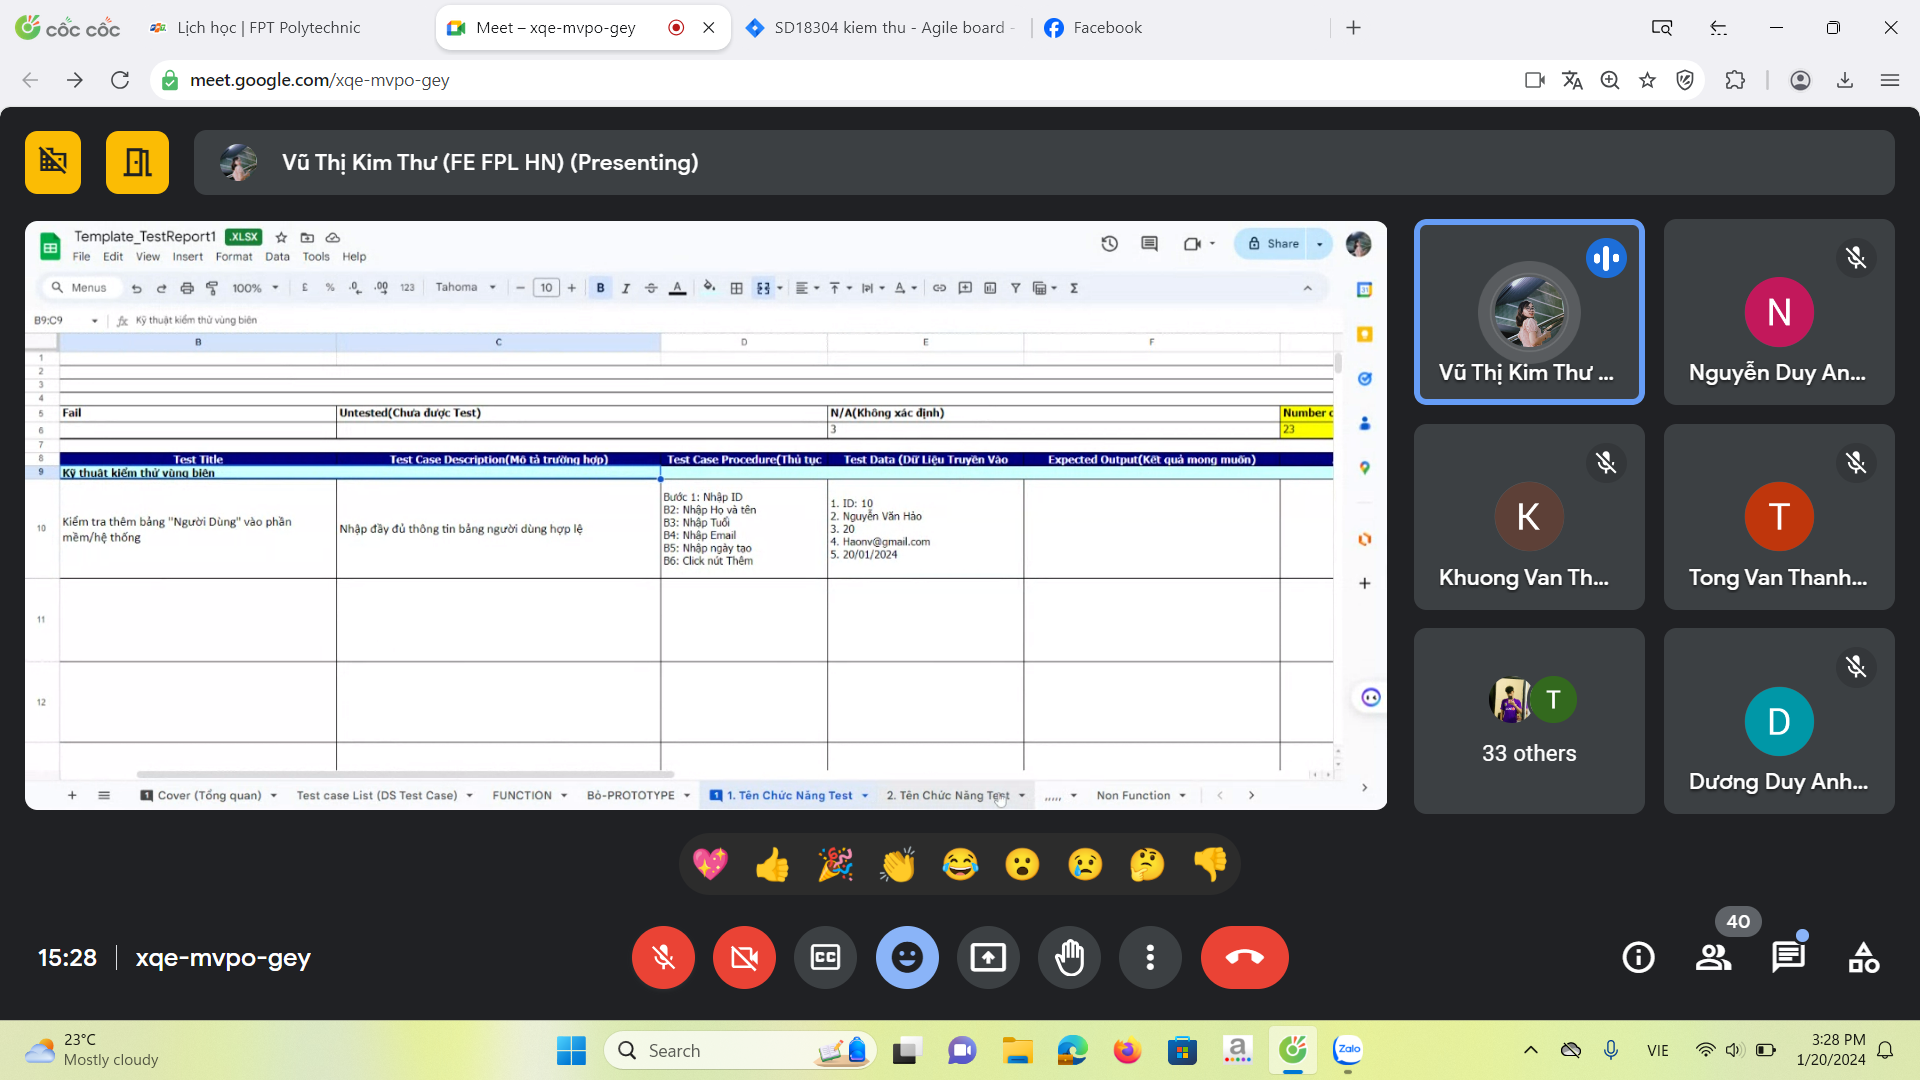 cốc cốc
Lịch học | FPT Polytechnic
Meet – xqe-mvpo-gey
SD18304 kiem thu - Agile board -
Facebook
meet.google.com/xqe-mvpo-gey
Vũ Thị Kim Thư (FE FPL HN) (Presenting)
Template_TestReport1 .XLSX
File Edit View Insert Format Data Tools Help
Share
Menus 100% £ % .0 .00 123 Tahoma 10 B I A
B9:C9 fx Kỹ thuật kiểm thử vùng biên
B C D E F
1
2
3
4
5 Fail Untested(Chưa được Test) N/A(Không xác định) Number c
6 3 23
7
8 Test Title Test Case Description(Mô tả trường hợp) Test Case Procedure(Thủ tục Test Data (Dữ Liệu Truyền Vào Expected Output(Kết quả mong muốn)
9 Kỹ thuật kiểm thử vùng biên
10
Kiểm tra thêm bảng "Người Dùng" vào phần
mềm/hệ thống
Nhập đầy đủ thông tin bảng người dùng hợp lệ
Bước 1: Nhập ID
B2: Nhập Họ và tên
B3: Nhập Tuổi
B4: Nhập Email
B5: Nhập ngày tạo
B6: Click nút Thêm
1. ID: 10
2. Nguyễn Văn Hào
3. 20
4. Haonv@gmail.com
5. 20/01/2024
11
12
Cover (Tổng quan) Test case List (DS Test Case) FUNCTION Bỏ-PROTOTYPE 1 1. Tên Chức Năng Test 2. Tên Chức Năng Test ,,,,, Non Function
Vũ Thị Kim Thư ...
N
Nguyễn Duy An...
K
Khuong Van Th...
T
Tong Van Thanh...
T
33 others
D
Dương Duy Anh...
15:28 | xqe-mvpo-gey
CC
40
23°C
Mostly cloudy
Search
a
Zalo
VIE
3:28 PM
1/20/2024